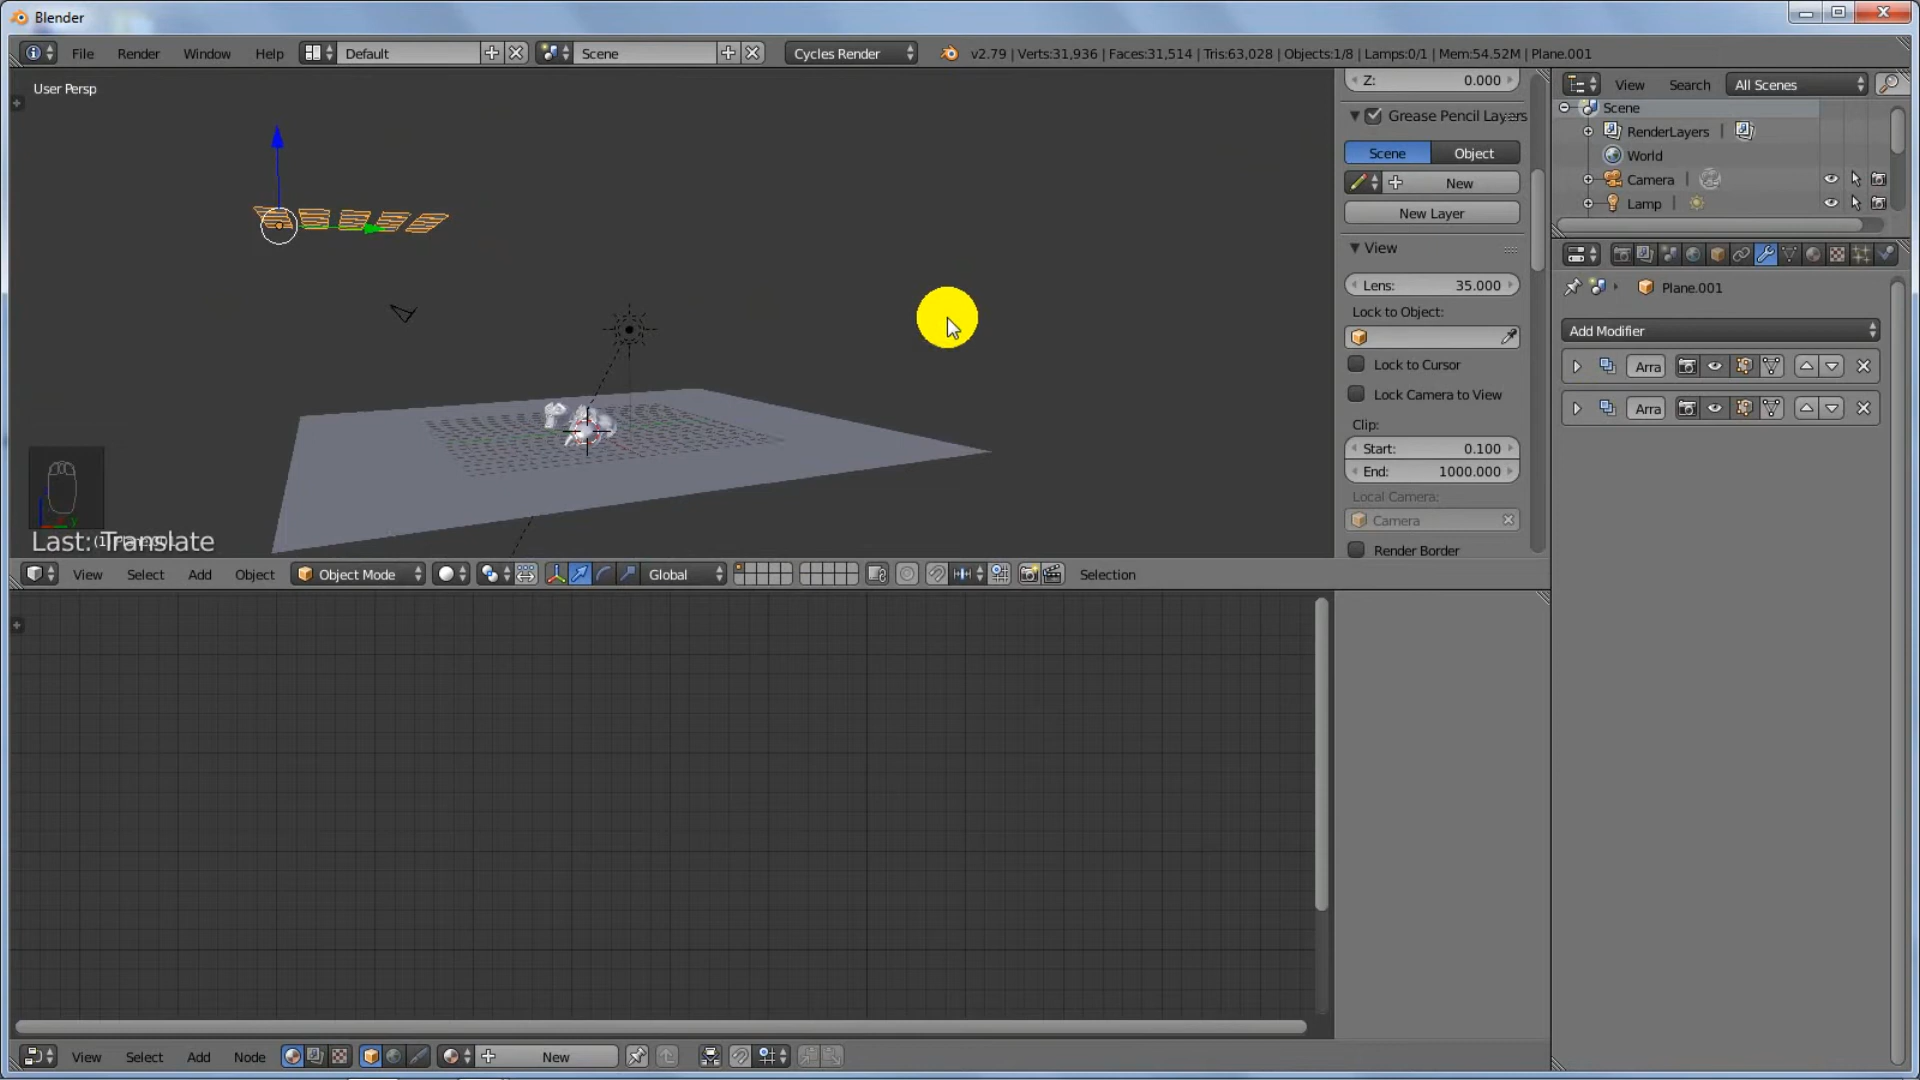 Blender
File Render Window Help Default Scene Cycles Render v2.79 | Verts:31,936 | Faces:31,514 | Tris:63,028 | Objects:1/8 | Lamps:0/1 | Mem:54.52M | Plane.001
User Persp
Z: 0.000
Grease Pencil Layers
Scene Object
New
New Layer
View
Lens: 35.000
Lock to Object:
Lock to Cursor
Lock Camera to View
Clip:
Start: 0.100
End: 1000.000
Local Camera:
Camera
Render Border
Last: Translate
View Select Add Object Object Mode Global Selection
View Search All Scenes
Scene
RenderLayers
World
Camera
Lamp
Plane.001
Add Modifier
Arra
Arra
View Select Add Node New